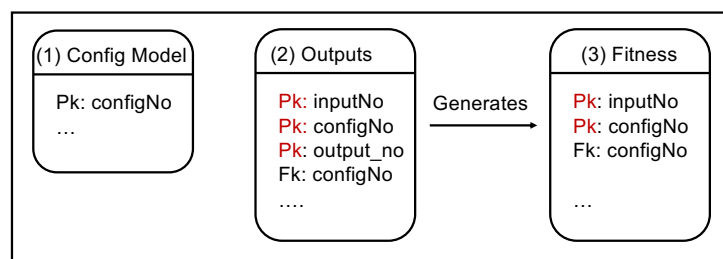 (1) Config Model
Pk: configNo
…
(2) Outputs
Pk: inputNo
Pk: configNo
Pk: output_no
Fk: configNo
….
Generates
(3) Fitness
Pk: inputNo
Pk: configNo
Fk: configNo
…